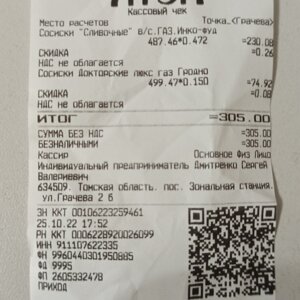 Кассовый чек
Место расчетов Точка_<Грачева>
Сосиски "Сливочные" в/с.ГАЗ.Инко-фуд
487.46*0.472 =230.08
СКИДКА =0.26
НДС не облагается
Сосиски Докторские люкс газ Гродно
499.47*0.150 =74.92
СКИДКА =0.08
НДС не облагается
ИТОГ =305.00
СУММА БЕЗ НДС =305.00
БЕЗНАЛИЧНЫМИ =305.00
Кассир Основное Физ Лицо
Индивидуальный предприниматель Дмитренко Сергей
Валериевич
634509. Томская область, пос. Зональная станция.
ул.Грачева 2 б
ЗН ККТ 00106223259461
25.10.22 17:52
РН ККТ 0006228920026099
ИНН 911107622335
ФН 9960440301950885
ФД 9995
ФП 2605332478
ПРИХОД